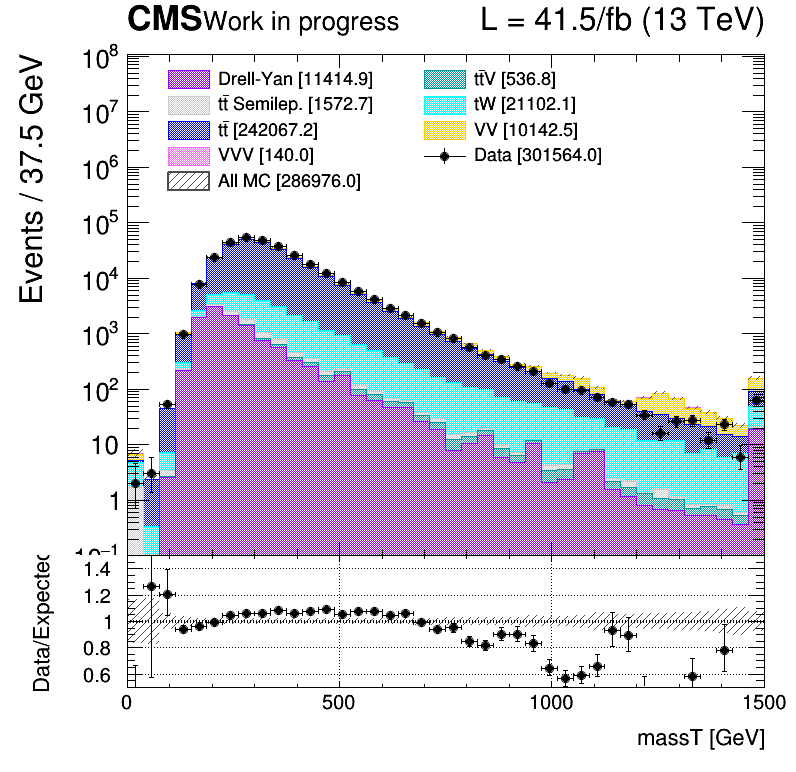 CMS Work in progress L = 41.5/fb (13 TeV)
Events / 37.5 GeV
10⁸
10⁷
10⁶
10⁵
10⁴
10³
10²
10
1
10⁻¹
Drell-Yan [11414.9]
tt̄ Semilep. [1572.7]
tt̄ [242067.2]
VVV [140.0]
All MC [286976.0]
tt̄V [536.8]
tW [21102.1]
VV [10142.5]
Data [301564.0]
Data/Expected
1.4
1.2
1
0.8
0.6
0 500 1000 1500
massT [GeV]